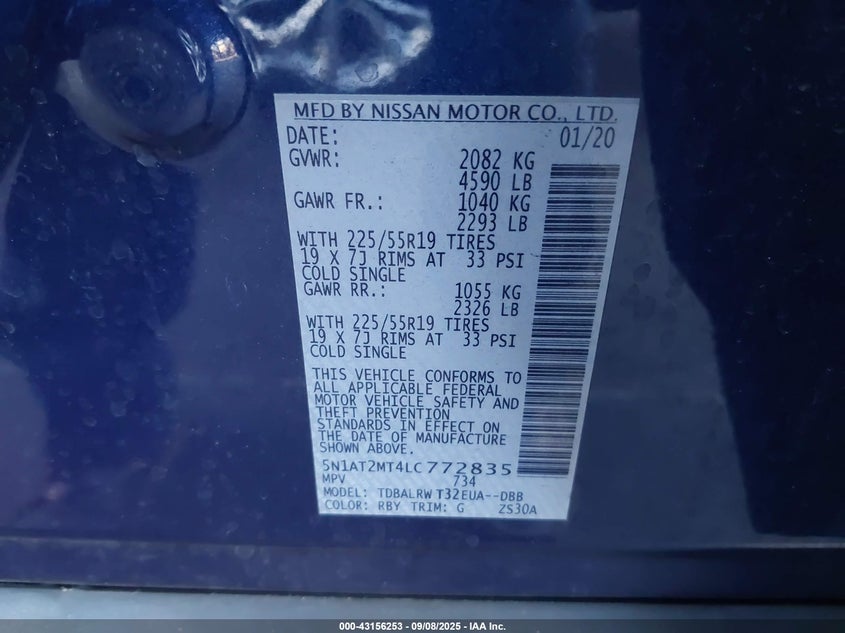 MFD BY NISSAN MOTOR CO., LTD.
DATE: 01/20
GVWR: 2082 KG
4590 LB
GAWR FR.: 1040 KG
2293 LB
WITH 225/55R19 TIRES
19 X 7J RIMS AT 33 PSI
COLD SINGLE
GAWR RR.: 1055 KG
2326 LB
WITH 225/55R19 TIRES
19 X 7J RIMS AT 33 PSI
COLD SINGLE
THIS VEHICLE CONFORMS TO
ALL APPLICABLE FEDERAL
MOTOR VEHICLE SAFETY AND
THEFT PREVENTION
STANDARDS IN EFFECT ON
THE DATE OF MANUFACTURE
SHOWN ABOVE.
5N1AT2MT4LC772835
MPV 734
MODEL: TDBALRW T32EUA--DBB
COLOR: RBY TRIM: G ZS30A
000-43156253 - 09/08/2025 - IAA Inc.